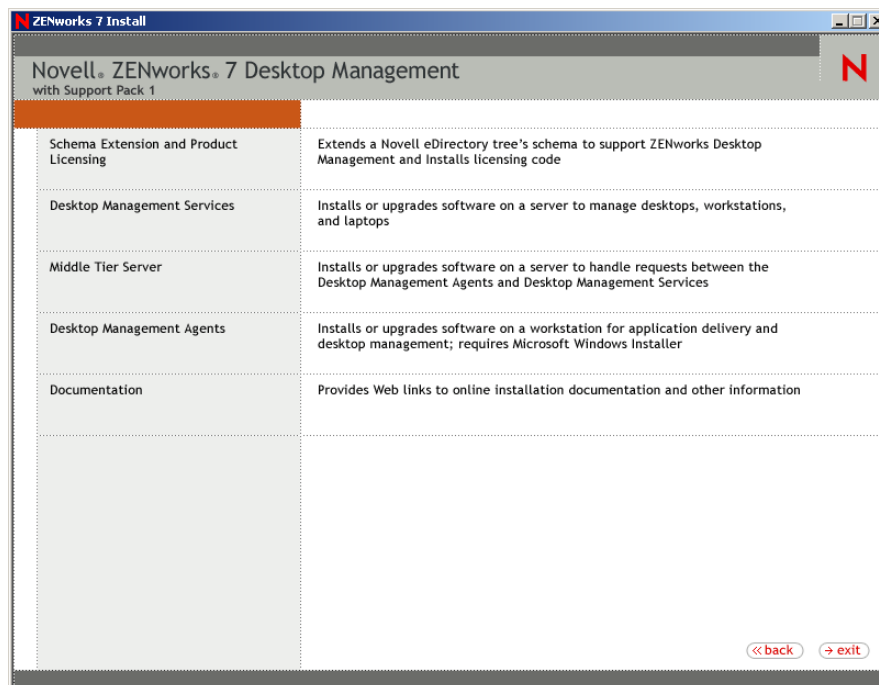 ZENworks 7 Install
Novell® ZENworks® 7 Desktop Management
with Support Pack 1
N
Schema Extension and Product
Licensing
Extends a Novell eDirectory tree's schema to support ZENworks Desktop
Management and Installs licensing code
Desktop Management Services
Installs or upgrades software on a server to manage desktops, workstations,
and laptops
Middle Tier Server
Installs or upgrades software on a server to handle requests between the
Desktop Management Agents and Desktop Management Services
Desktop Management Agents
Installs or upgrades software on a workstation for application delivery and
desktop management; requires Microsoft Windows Installer
Documentation
Provides Web links to online installation documentation and other information
« back
→ exit